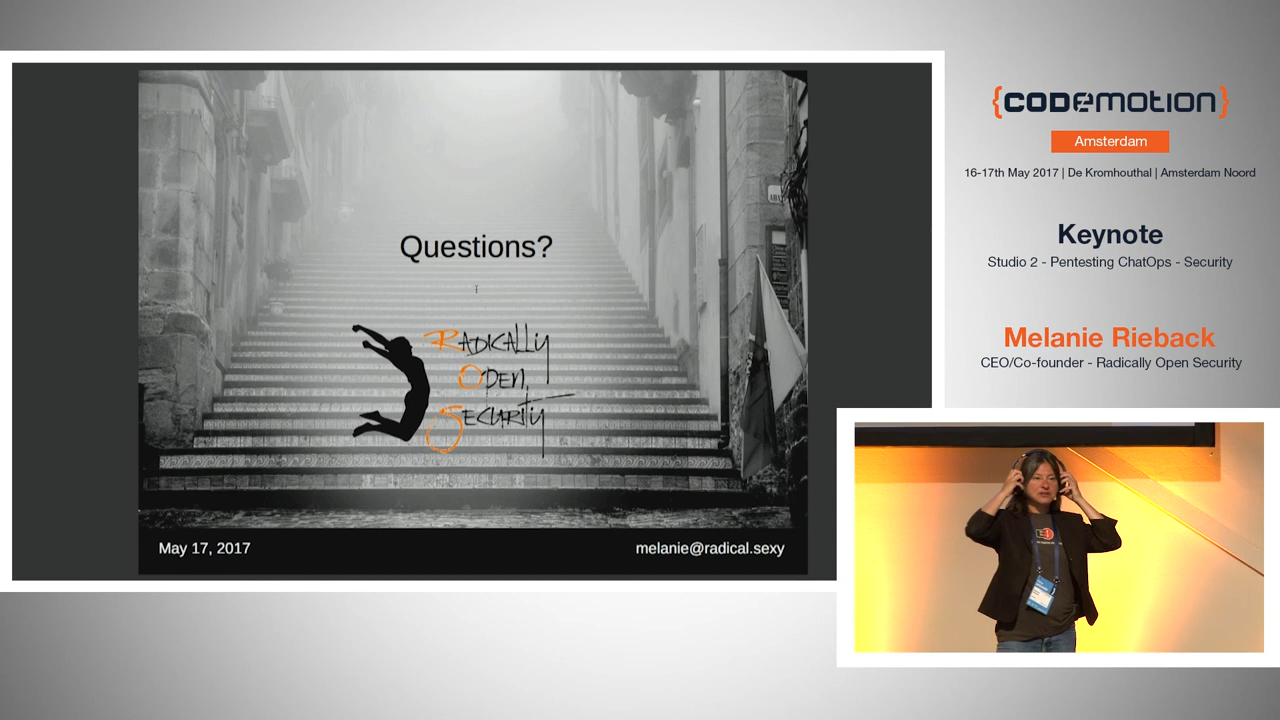 Questions?
Radically
Open
Security
May 17, 2017
melanie@radical.sexy
{CODEMOTION}
Amsterdam
16-17th May 2017 | De Kromhouthal | Amsterdam Noord
Keynote
Studio 2 - Pentesting ChatOps - Security
Melanie Rieback
CEO/Co-founder - Radically Open Security